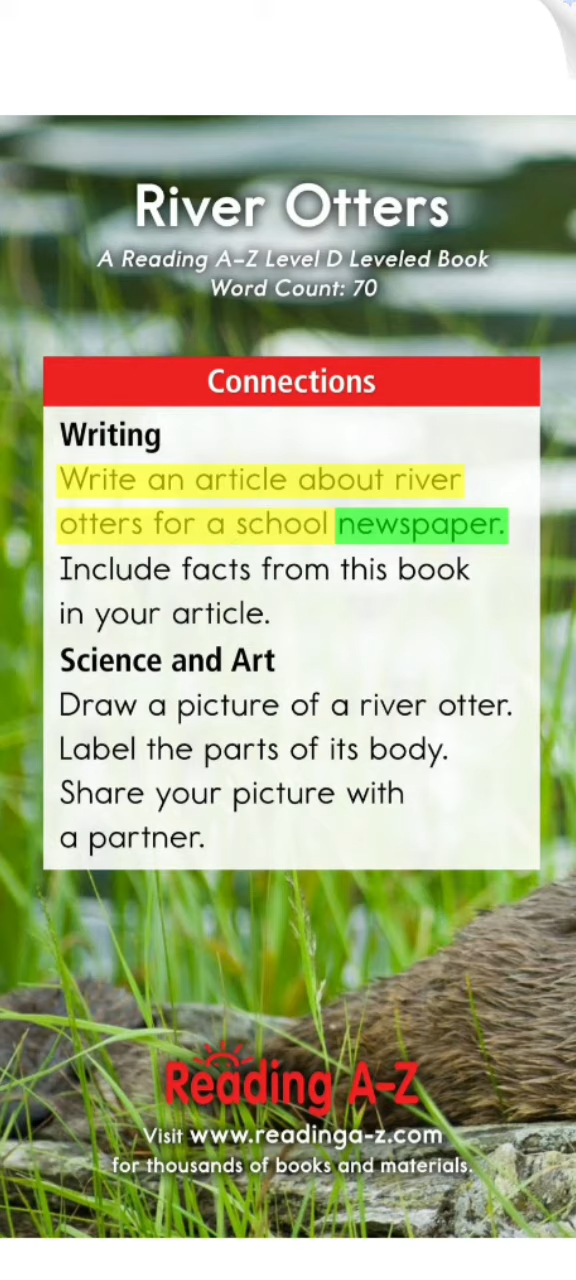 River Otters
A Reading A–Z Level D Leveled Book
Word Count: 70
Connections
Writing
Write an article about river
otters for a school newspaper.
Include facts from this book
in your article.
Science and Art
Draw a picture of a river otter.
Label the parts of its body.
Share your picture with
a partner.
Reading A-Z
Visit www.readinga-z.com
for thousands of books and materials.